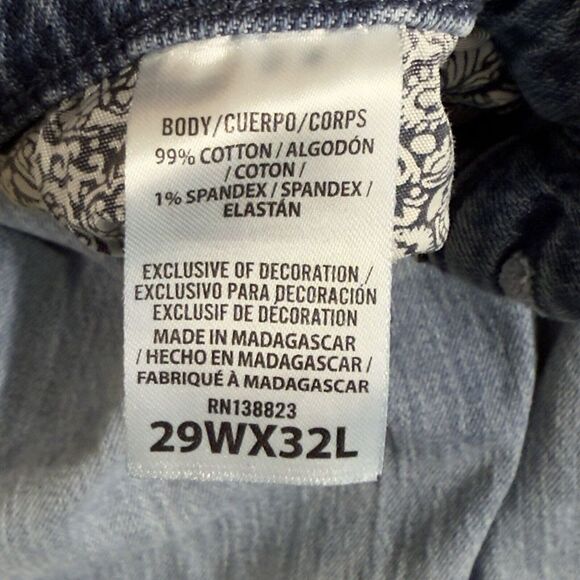 BODY/CUERPO/CORPS
99% COTTON / ALGODÓN
/ COTON /
1% SPANDEX / SPANDEX /
ELASTÁN
EXCLUSIVE OF DECORATION /
EXCLUSIVO PARA DECORACIÓN
EXCLUSIF DE DECORATION
MADE IN MADAGASCAR
/ HECHO EN MADAGASCAR /
FABRIQUÉ À MADAGASCAR
RN138823
29WX32L